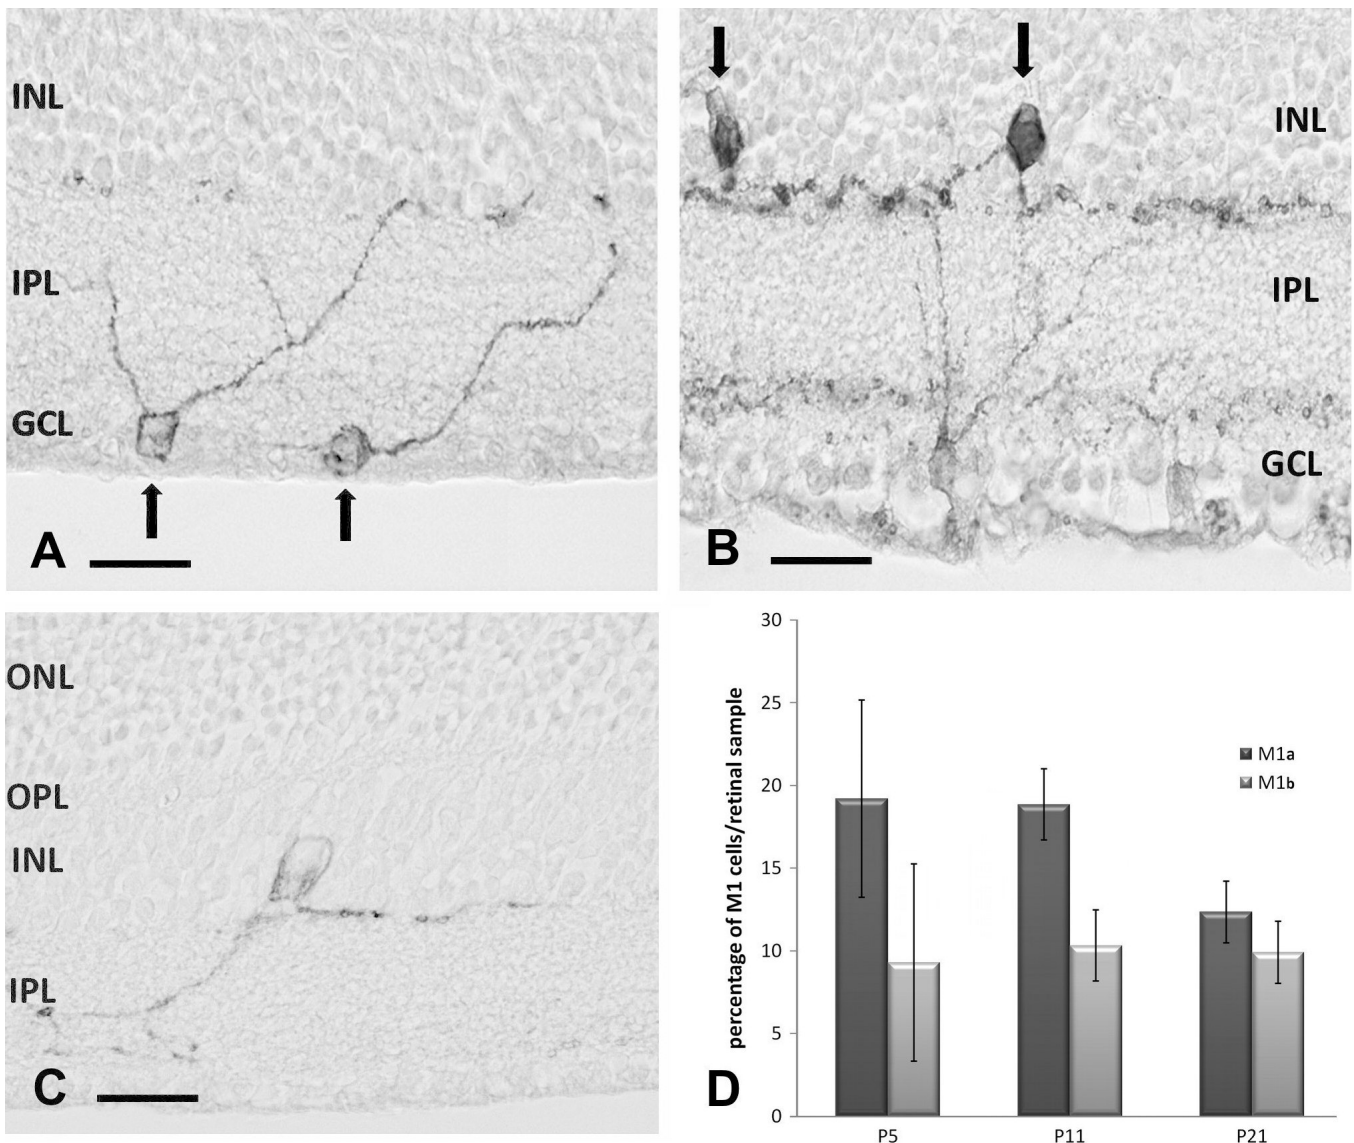 INL
IPL
GCL
A
INL
IPL
GCL
B
ONL
OPL
INL
IPL
C
percentage of M1 cells/retinal sample
30
25
20
15
10
5
0
P5
P11
P21
M1a
M1b
D